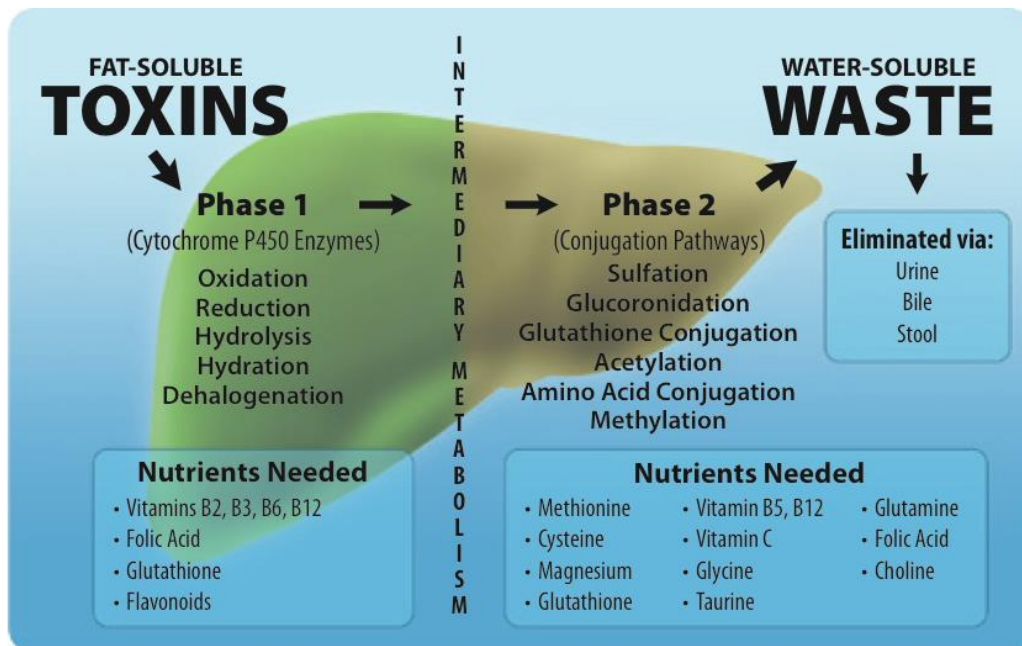 FAT-SOLUBLE
TOXINS
Phase 1
(Cytochrome P450 Enzymes)
Oxidation
Reduction
Hydrolysis
Hydration
Dehalogenation
Nutrients Needed
• Vitamins B2, B3, B6, B12
• Folic Acid
• Glutathione
• Flavonoids
INTERMEDIARY METABOLISM
WATER-SOLUBLE
WASTE
Phase 2
(Conjugation Pathways)
Sulfation
Glucoronidation
Glutathione Conjugation
Acetylation
Amino Acid Conjugation
Methylation
Eliminated via:
Urine
Bile
Stool
Nutrients Needed
• Methionine
• Cysteine
• Magnesium
• Glutathione
• Vitamin B5, B12
• Vitamin C
• Glycine
• Taurine
• Glutamine
• Folic Acid
• Choline